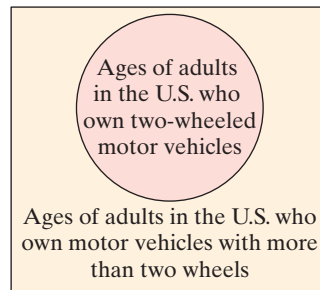 Ages of adults
in the U.S. who
own two-wheeled
motor vehicles
Ages of adults in the U.S. who
own motor vehicles with more
than two wheels